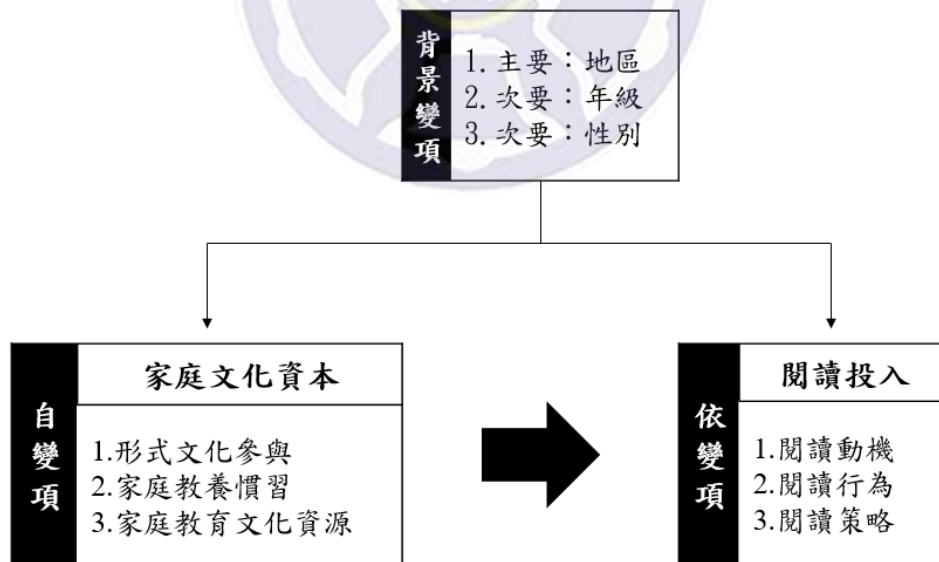 背景變項
1. 主要：地區
2. 次要：年級
3. 次要：性別
自變項
家庭文化資本
1.形式文化參與
2.家庭教養慣習
3.家庭教育文化資源
依變項
閱讀投入
1.閱讀動機
2.閱讀行為
3.閱讀策略